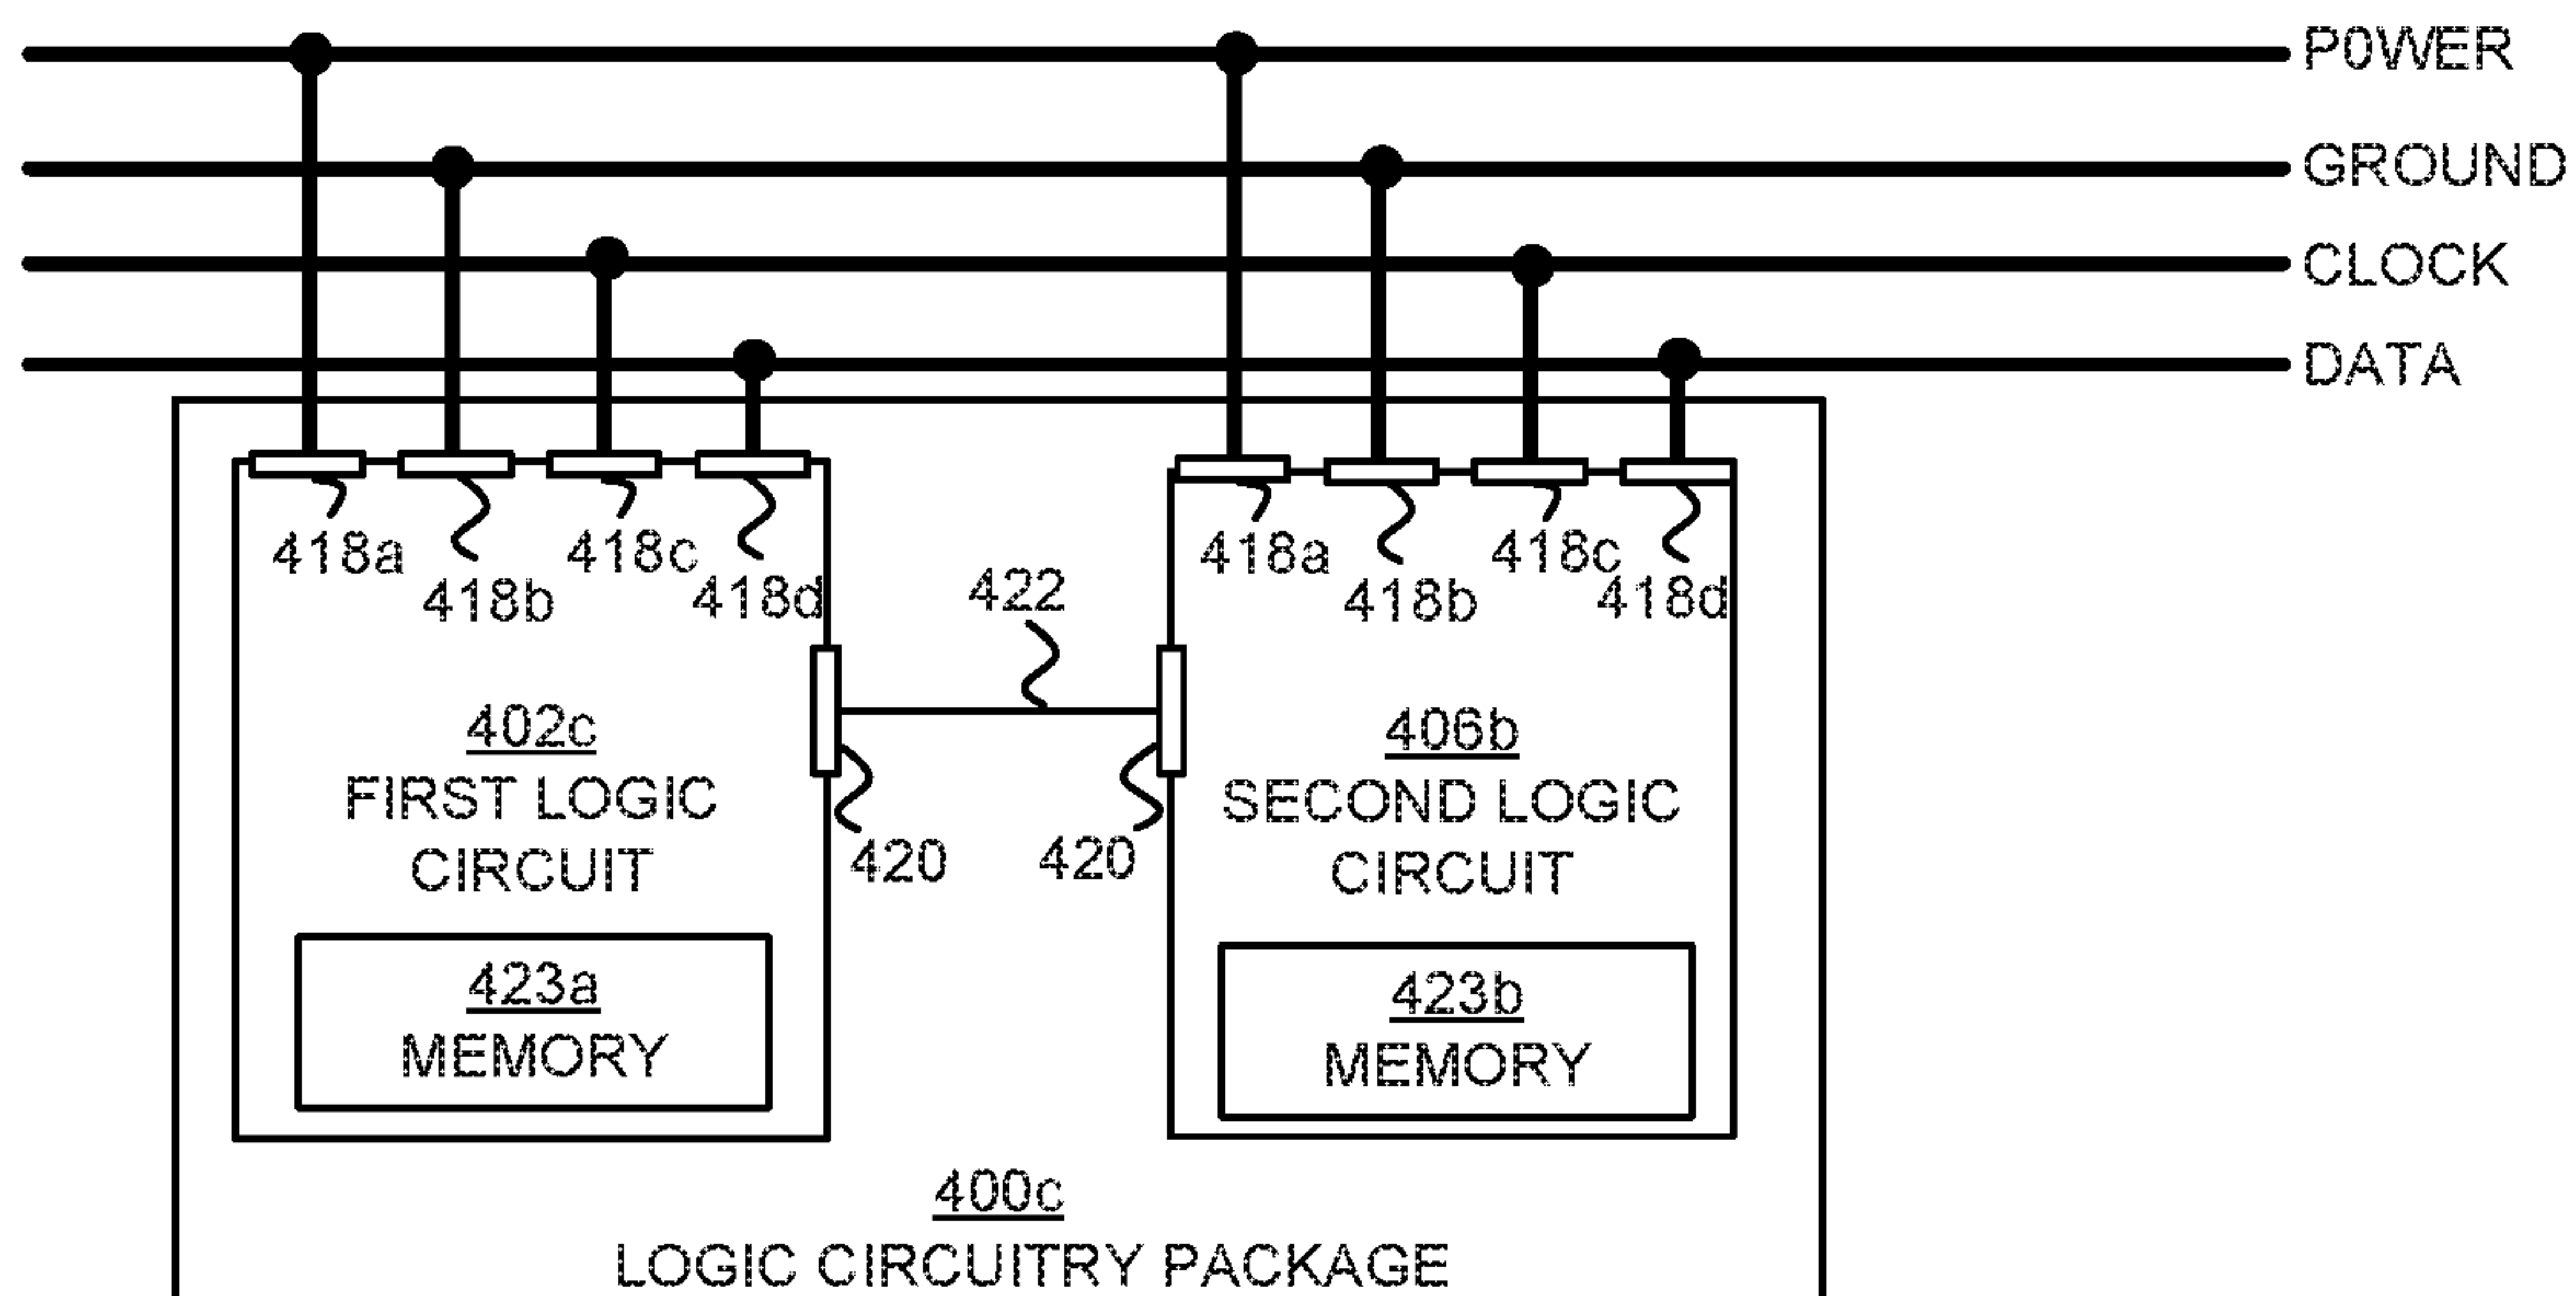 P0WER
GROUND
CLOCK
DATA
418a
418b
418c
418d
418a
418b
418c
418d
422
402c
FIRST LOGIC
CIRCUIT
420
420
406b
SECOND LOGIC
CIRCUIT
423a
MEMORY
423b
MEMORY
400c
LOGIC CIRCUITRY PACKAGE